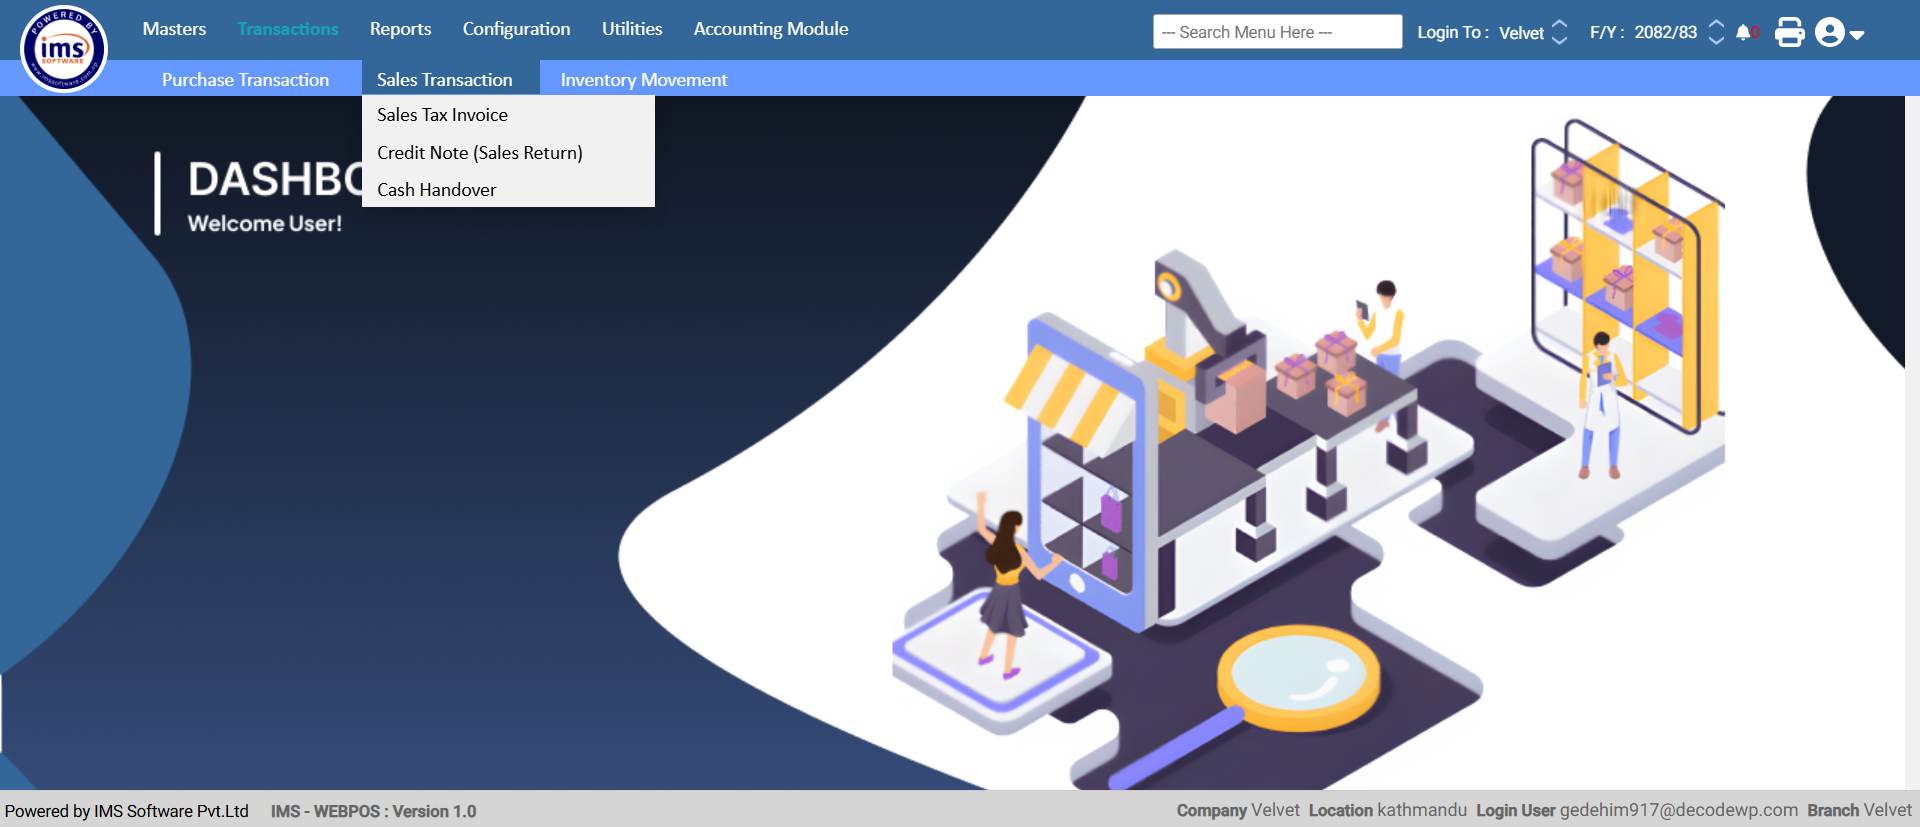 POWERED BY
ims
SOFTWARE
www.imssoftware.com.np
Masters
Transactions
Reports
Configuration
Utilities
Accounting Module
--- Search Menu Here ---
Login To :
Velvet
F/Y :
2082/83
0
Purchase Transaction
Sales Transaction
Inventory Movement
Sales Tax Invoice
Credit Note (Sales Return)
Cash Handover
DASHBO
Welcome User!
Powered by IMS Software Pvt.Ltd
IMS - WEBPOS : Version 1.0
Company Velvet Location kathmandu Login User gedehim917@decodewp.com Branch Velvet